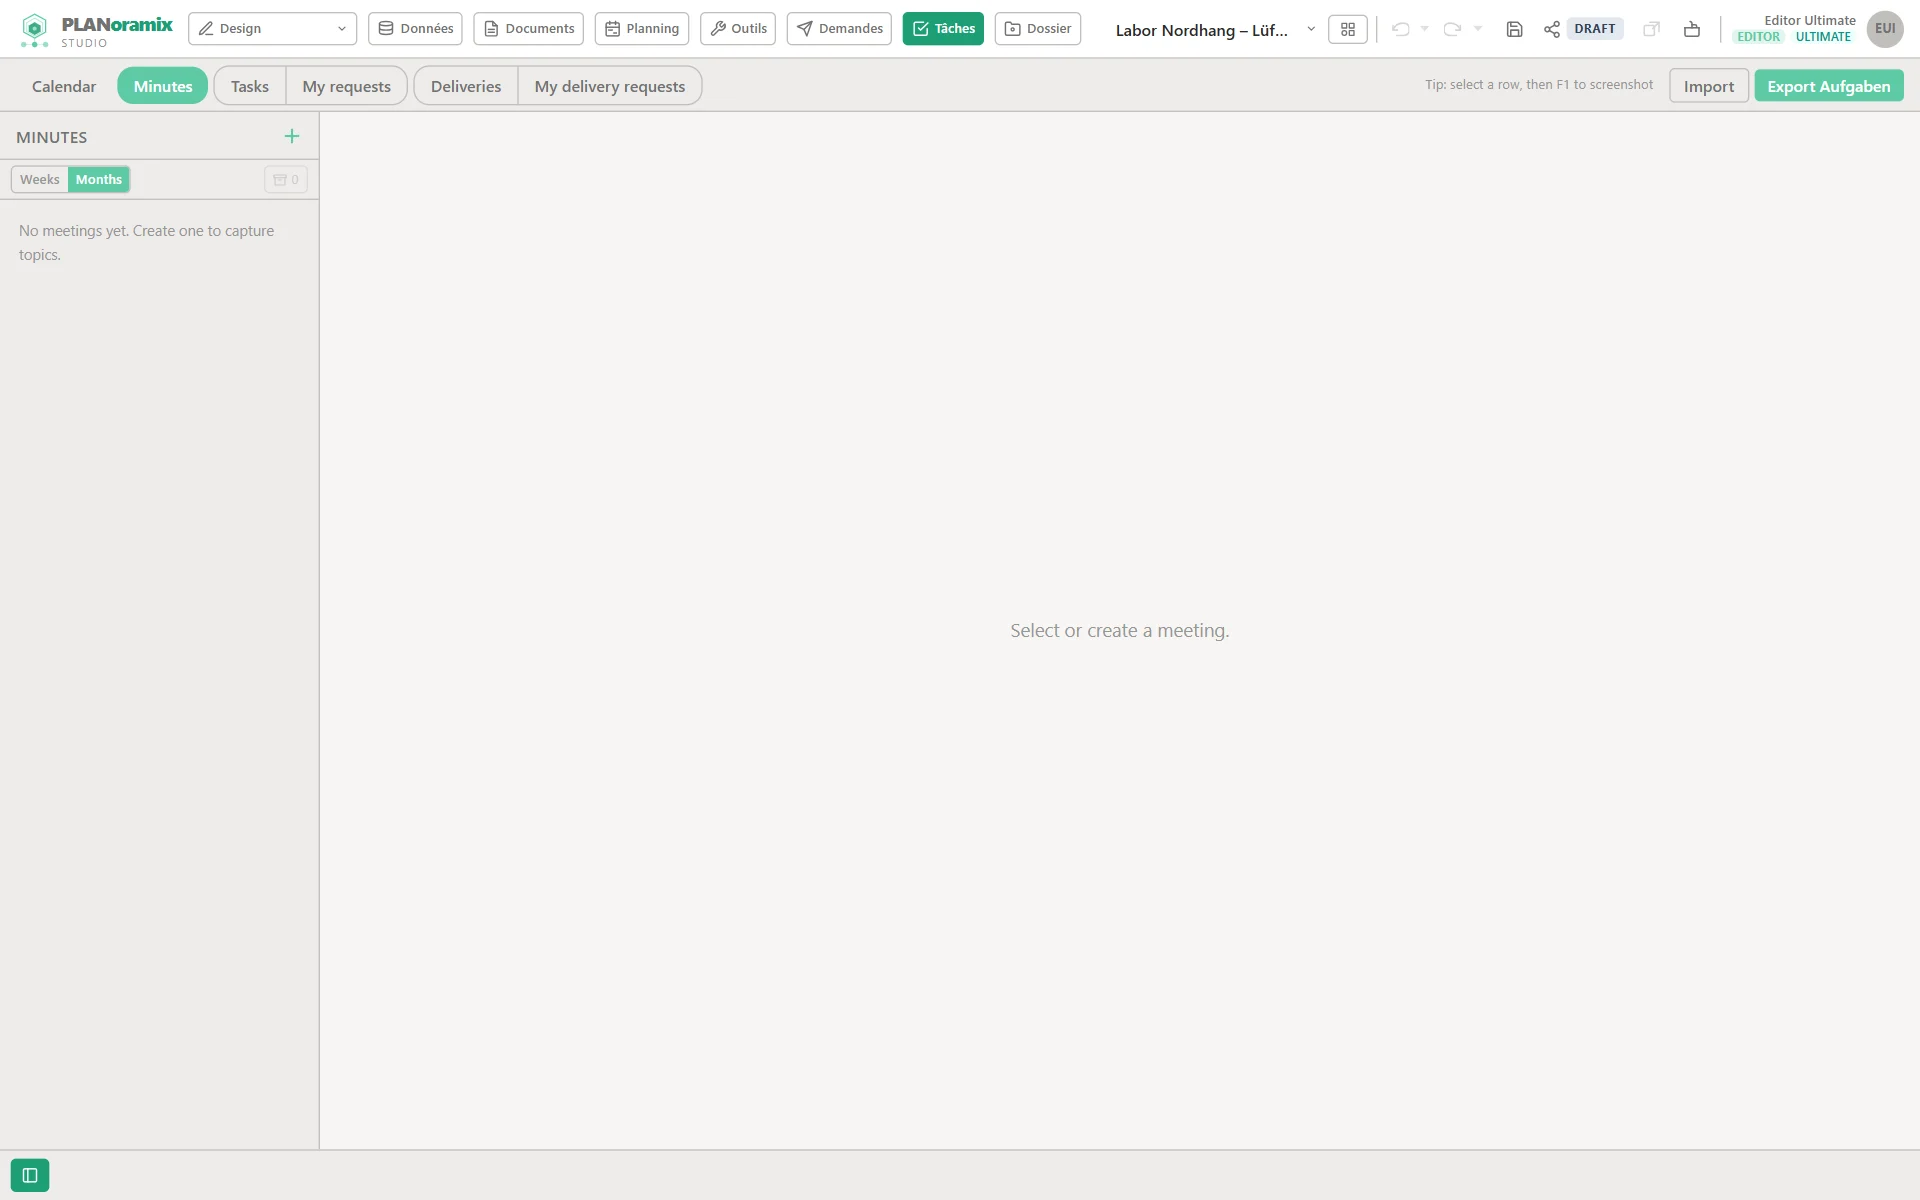 PLANoramix
STUDIO
Design
Données
Documents
Planning
Outils
Demandes
Tâches
Dossier
Labor Nordhang – Lüf...
DRAFT
Editor Ultimate
EDITOR ULTIMATE
EUI
Calendar
Minutes
Tasks
My requests
Deliveries
My delivery requests
Tip: select a row, then F1 to screenshot
Import
Export Aufgaben
MINUTES
Weeks
Months
0
No meetings yet. Create one to capture
topics.
Select or create a meeting.